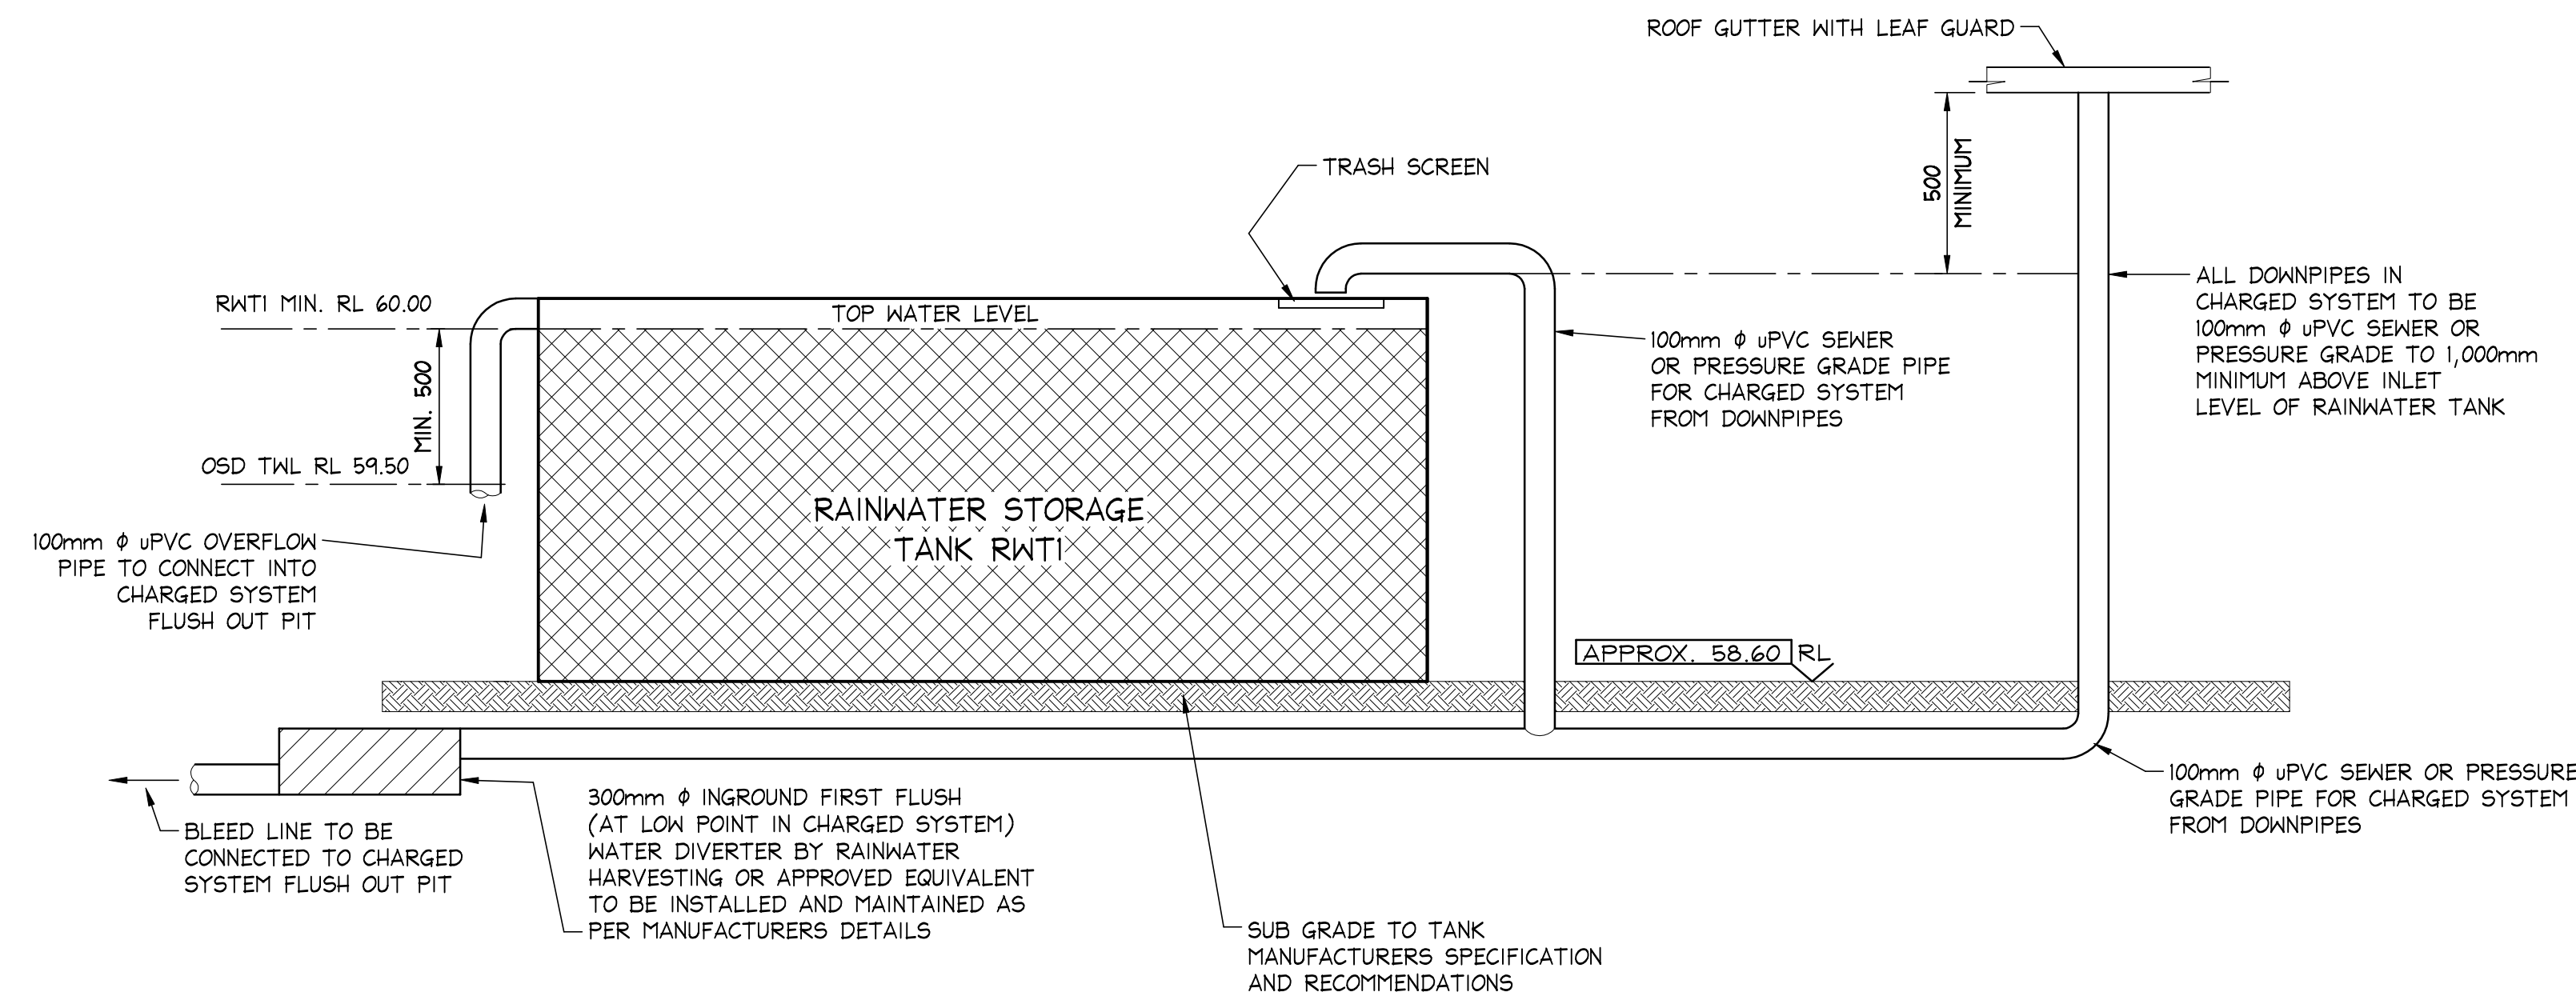 ROOF GUTTER WITH LEAF GUARD
TRASH SCREEN
500
MINIMUM
RWT1 MIN. RL 60.00
TOP WATER LEVEL
MIN. 500
OSD TWL RL 59.50
ALL DOWNPIPES IN
CHARGED SYSTEM TO BE
100mm ϕ uPVC SEWER OR
PRESSURE GRADE TO 1,000mm
MINIMUM ABOVE INLET
LEVEL OF RAINWATER TANK
100mm ϕ uPVC SEWER
OR PRESSURE GRADE PIPE
FOR CHARGED SYSTEM
FROM DOWNPIPES
RAINWATER STORAGE
TANK RWT1
100mm ϕ uPVC OVERFLOW
PIPE TO CONNECT INTO
CHARGED SYSTEM
FLUSH OUT PIT
APPROX. 58.60 RL
100mm ϕ uPVC SEWER OR PRESSURE
GRADE PIPE FOR CHARGED SYSTEM
FROM DOWNPIPES
300mm ϕ INGROUND FIRST FLUSH
(AT LOW POINT IN CHARGED SYSTEM)
WATER DIVERTER BY RAINWATER
HARVESTING OR APPROVED EQUIVALENT
TO BE INSTALLED AND MAINTAINED AS
PER MANUFACTURERS DETAILS
BLEED LINE TO BE
CONNECTED TO CHARGED
SYSTEM FLUSH OUT PIT
SUB GRADE TO TANK
MANUFACTURERS SPECIFICATION
AND RECOMMENDATIONS